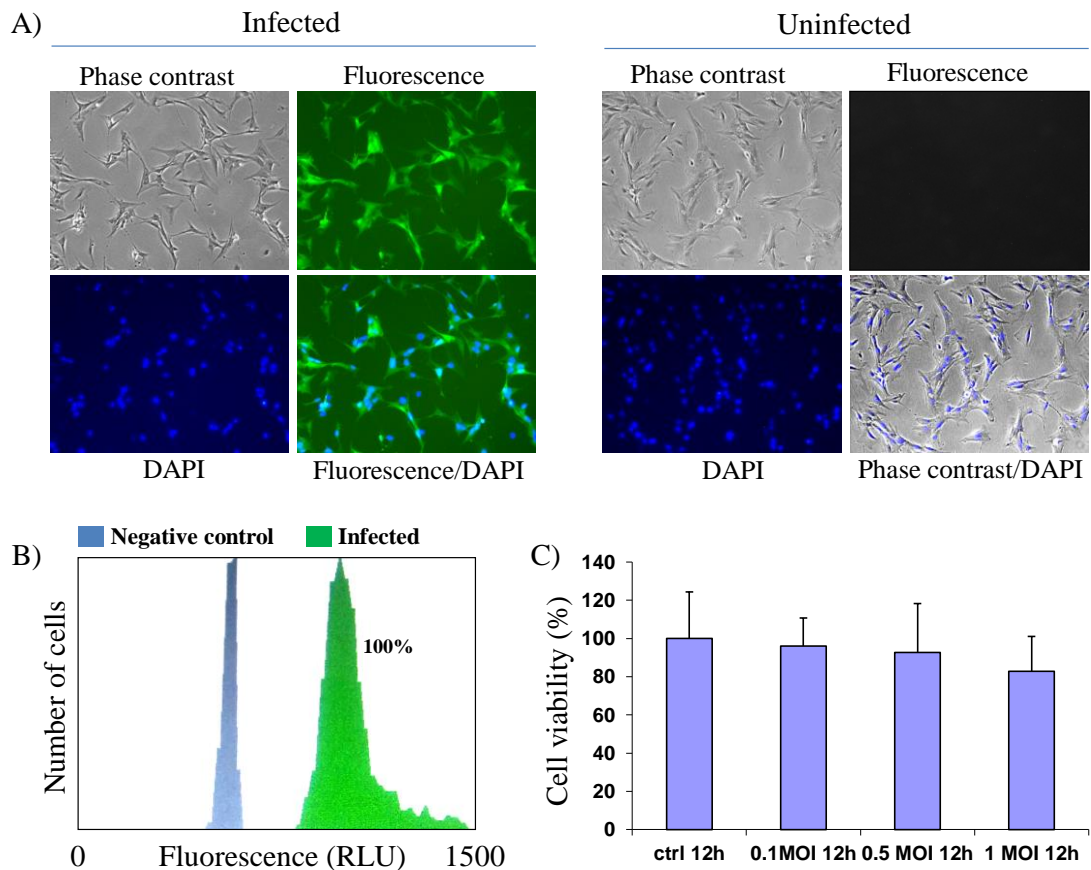 A)
Infected
Uninfected
Phase contrast
Fluorescence
Phase contrast
Fluorescence
DAPI
Fluorescence/DAPI
DAPI
Phase contrast/DAPI
B)
Negative control
Infected
Number of cells
100%
0
Fluorescence (RLU)
1500
C)
Cell viability (%)
140
120
100
80
60
40
20
0
ctrl 12h
0.1MOI 12h
0.5 MOI 12h
1 MOI 12h